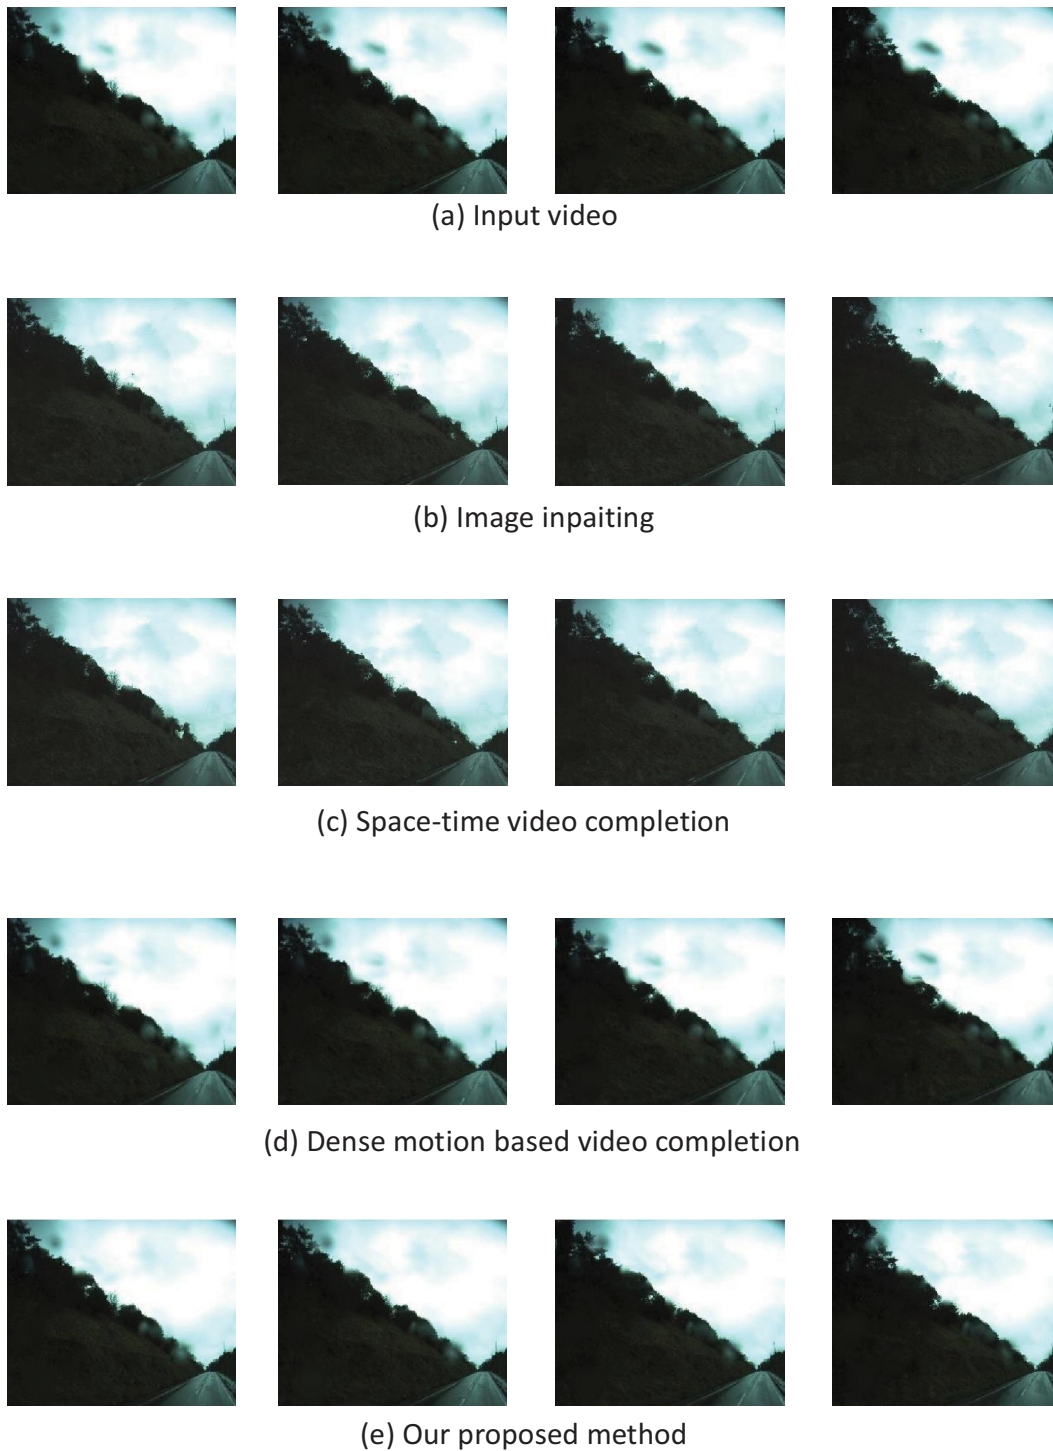 (a) Input video
(b) Image inpaiting
(c) Space-time video completion
(d) Dense motion based video completion
(e) Our proposed method